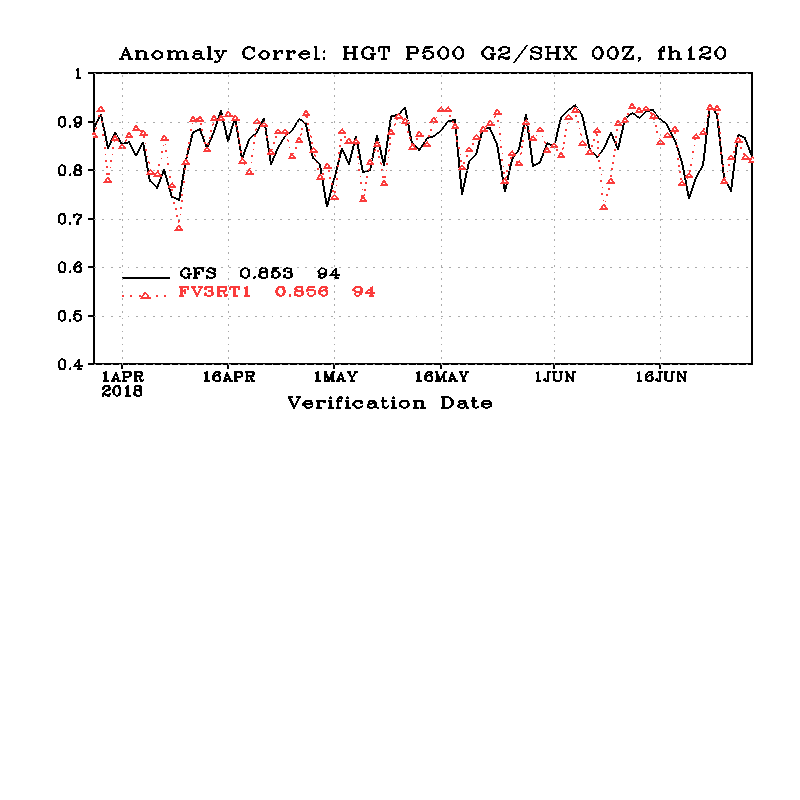 Anomaly Correl: HGT P500 G2/SHX 00Z, fh120
1
0.9
0.8
0.7
0.6
0.5
0.4
GFS 0.853 94
FV3RT1 0.856 94
1APR 16APR 1MAY 16MAY 1JUN 16JUN
2018
Verification Date